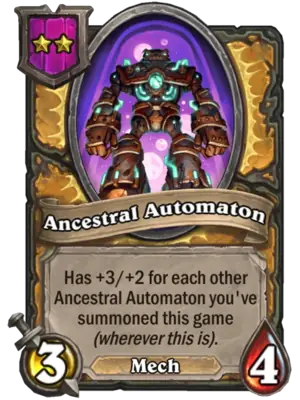 Ancestral Automaton
Has +3/+2 for each other
Ancestral Automaton you've
summoned this game
(wherever this is).
3
Mech
4